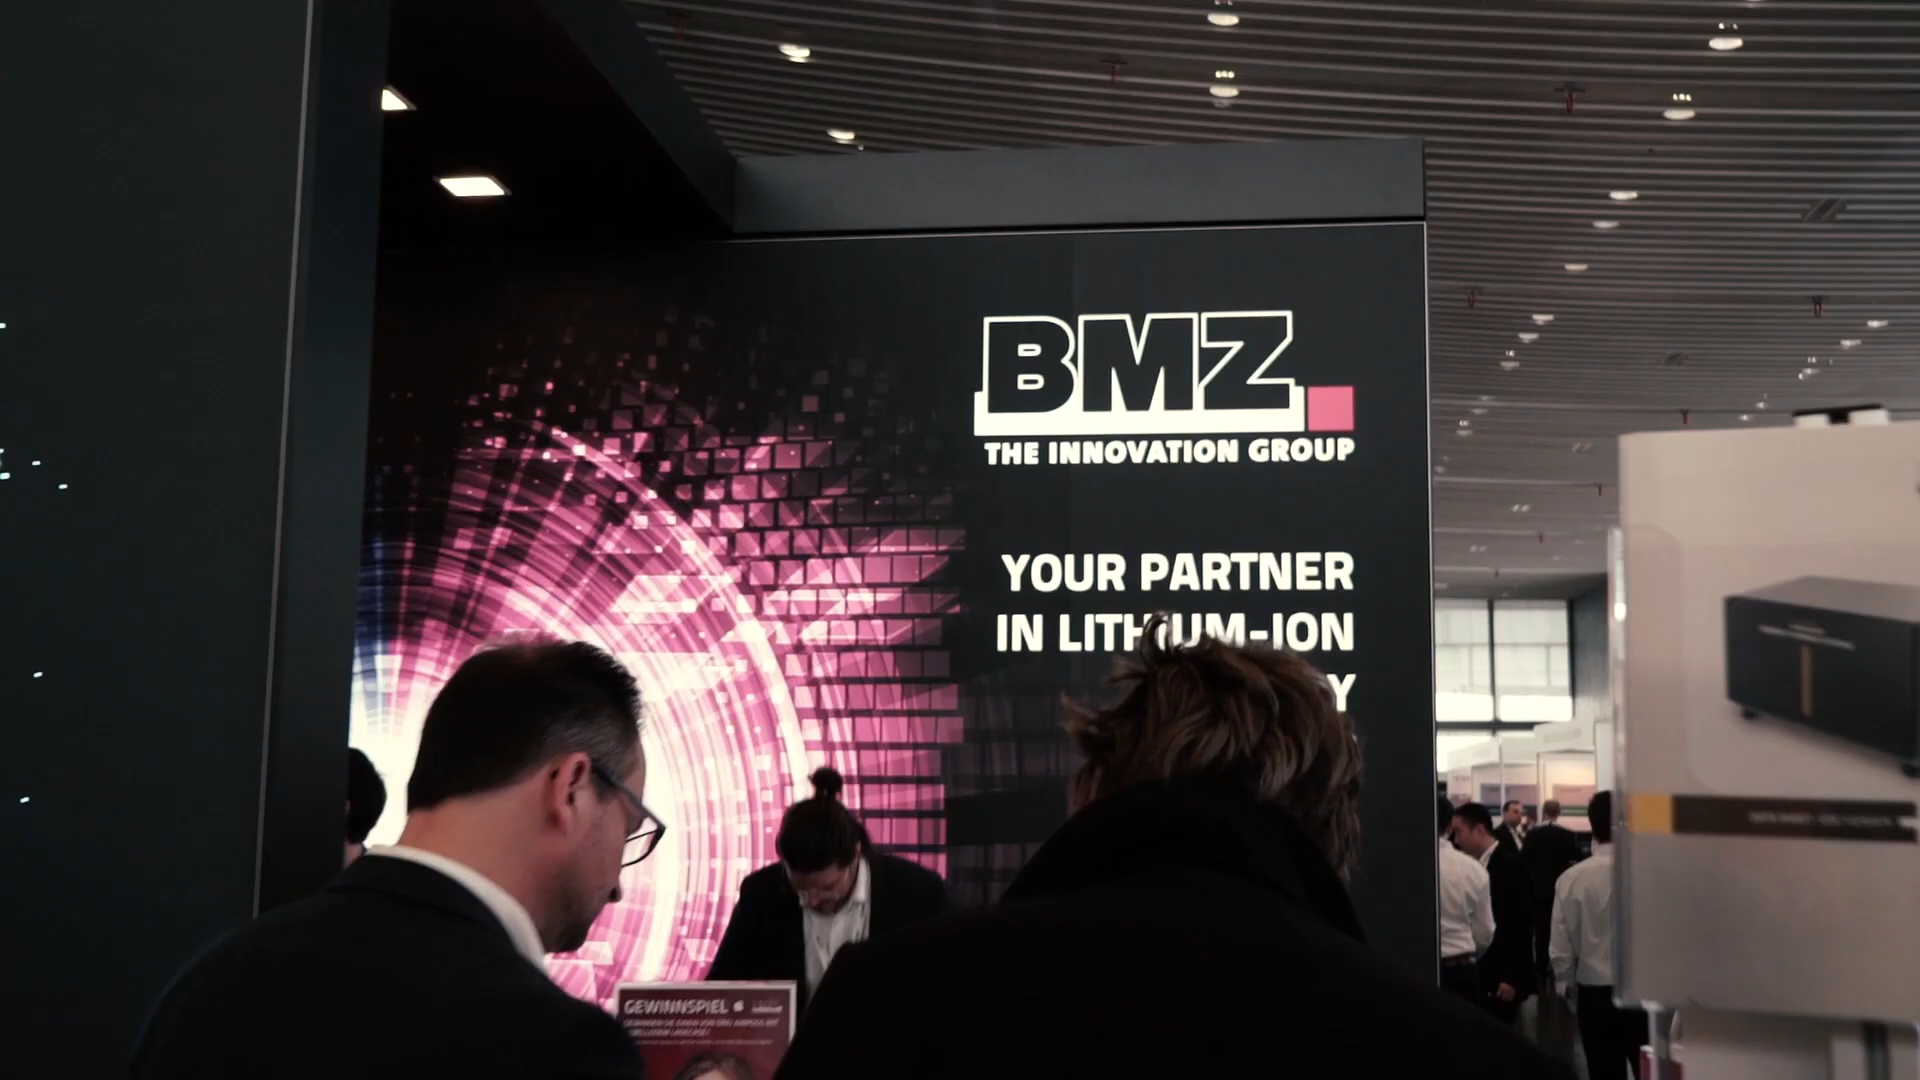 BMZ
THE INNOVATION GROUP
YOUR PARTNER
IN LITHIUM-ION
Y
GEWINNSPIEL